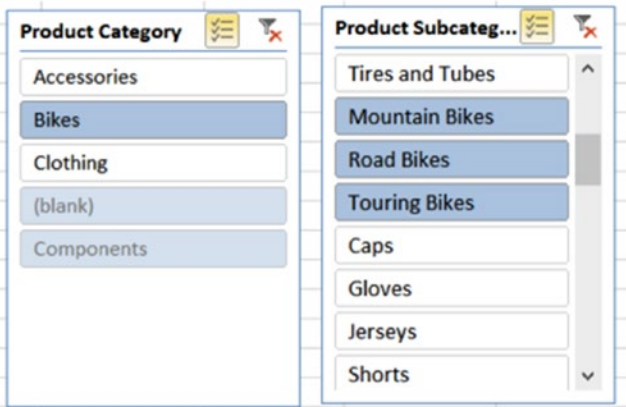 Product Category
Accessories
Bikes
Clothing
(blank)
Components
Product Subcateg...
Tires and Tubes
Mountain Bikes
Road Bikes
Touring Bikes
Caps
Gloves
Jerseys
Shorts